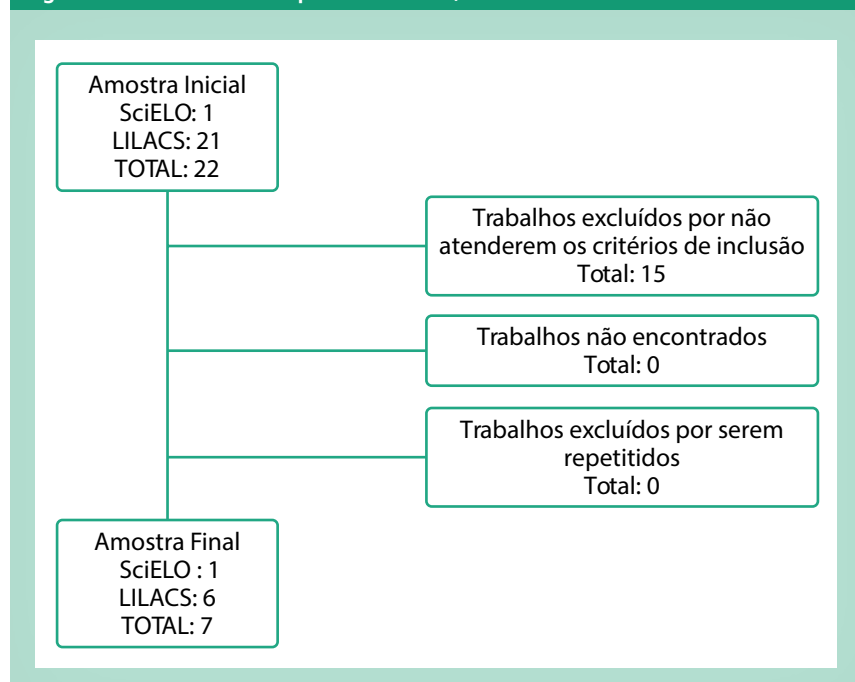 Amostra Inicial
SciELO: 1
LILACS: 21
TOTAL: 22
Trabalhos excluídos por não
atenderem os critérios de inclusão
Total: 15
Trabalhos não encontrados
Total: 0
Trabalhos excluídos por serem
repetitidos
Total: 0
Amostra Final
SciELO : 1
LILACS: 6
TOTAL: 7